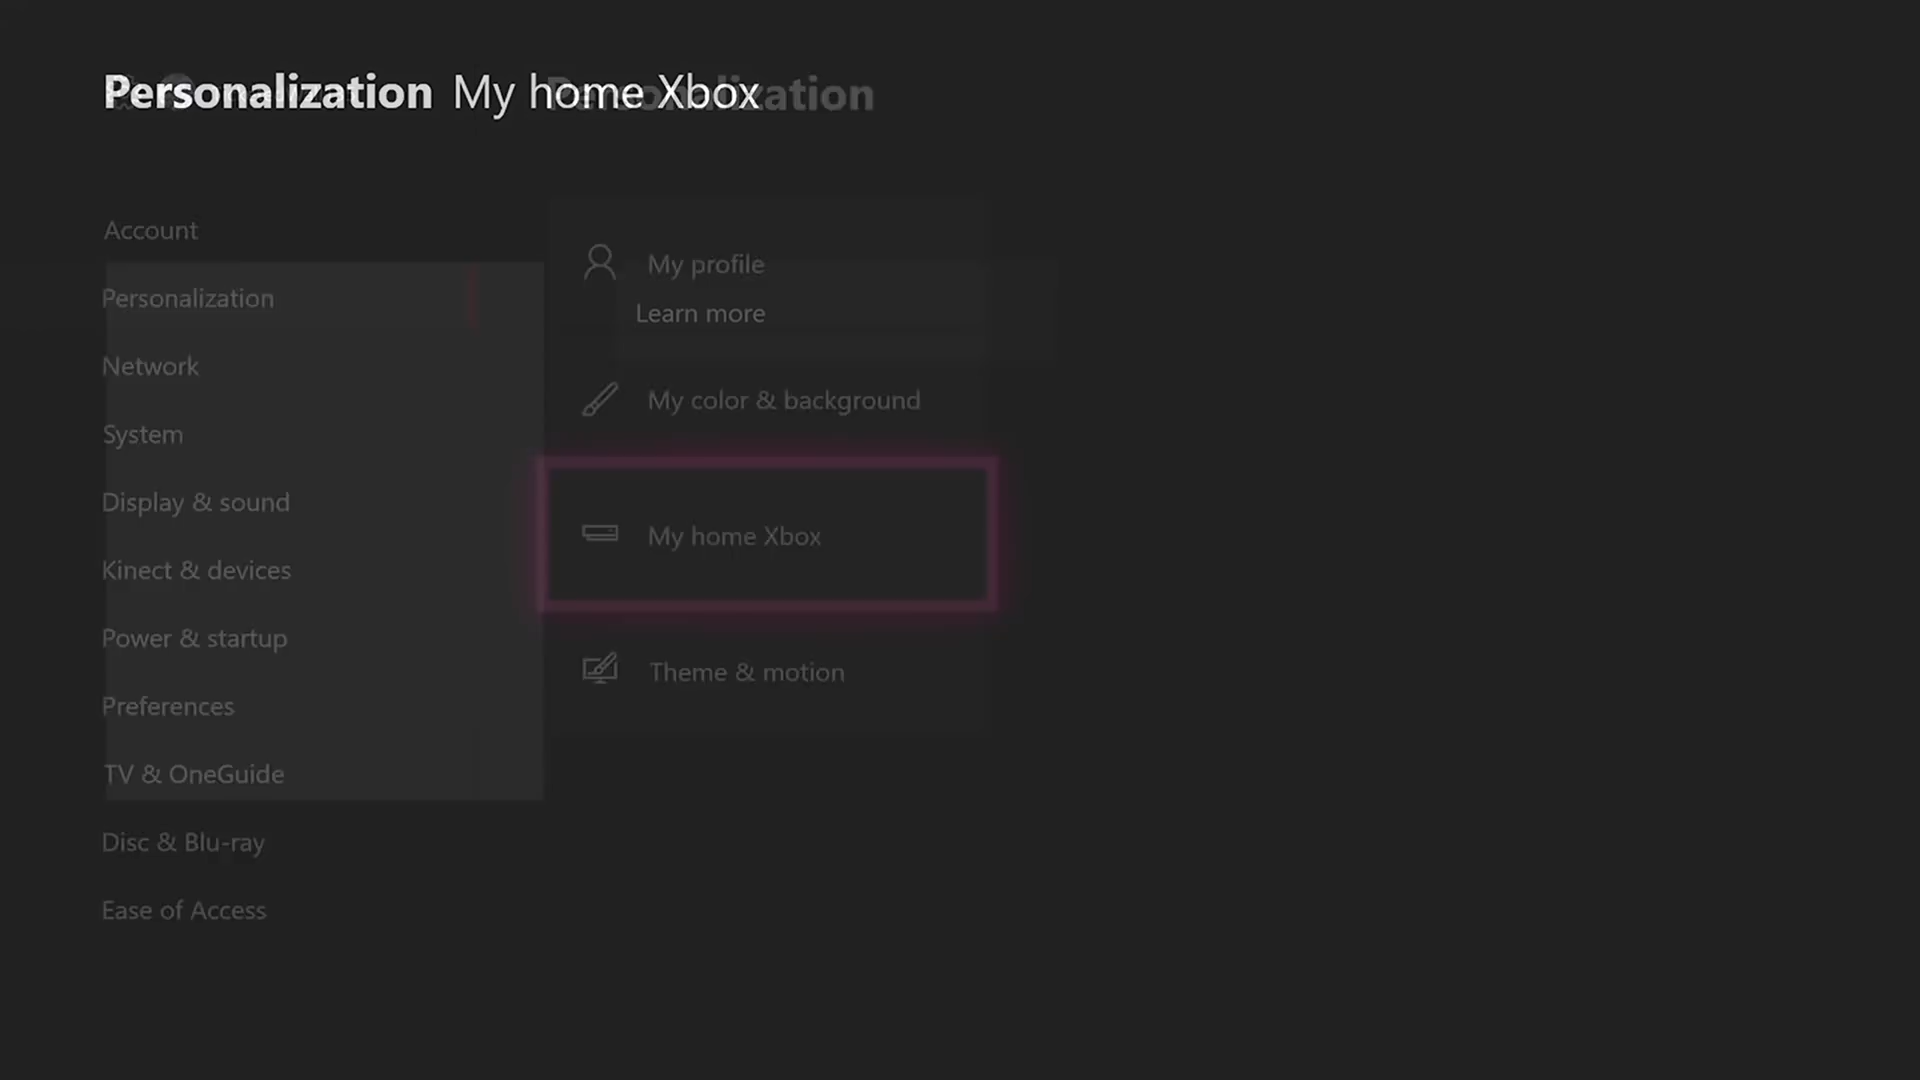 Personalization My home Xbox
Personalization
Account
Personalization
Network
System
Display & sound
Kinect & devices
Power & startup
Preferences
TV & OneGuide
Disc & Blu-ray
Ease of Access
My profile
Learn more
My color & background
My home Xbox
Theme & motion